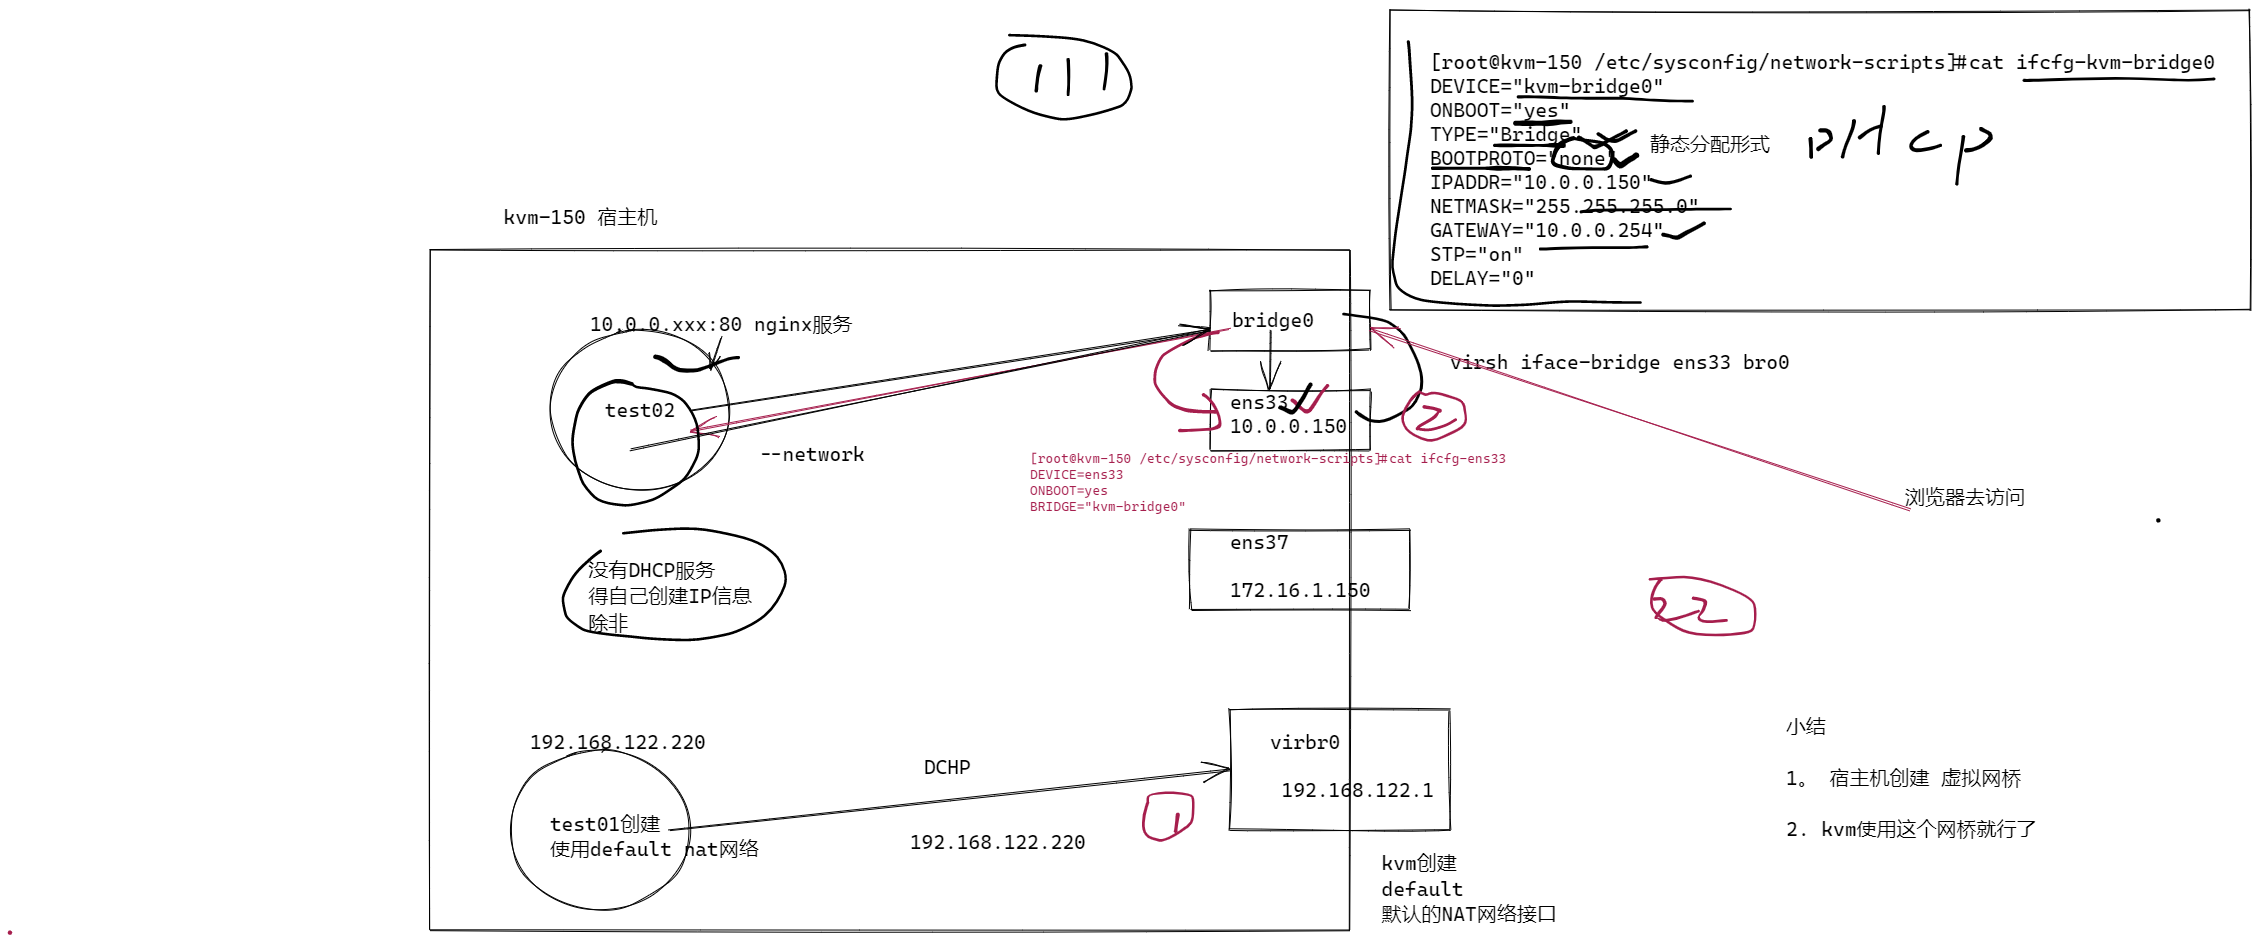 111
[root@kvm-150 /etc/sysconfig/network-scripts]#cat ifcfg-kvm-bridge0
DEVICE="kvm-bridge0"
ONBOOT="yes"
TYPE="Bridge"
BOOTPROTO="none"
静态分配形式
DHcp
IPADDR="10.0.0.150"
NETMASK="255.255.255.0"
GATEWAY="10.0.0.254"
STP="on"
DELAY="0"
kvm-150 宿主机
10.0.0.xxx:80 nginx服务
test02
--network
bridge0
virsh iface-bridge ens33 bro0
ens33
10.0.0.150
2
[root@kvm-150 /etc/sysconfig/network-scripts]#cat ifcfg-ens33
DEVICE=ens33
ONBOOT=yes
BRIDGE="kvm-bridge0"
浏览器去访问
没有DHCP服务
得自己创建IP信息
除非
ens37
172.16.1.150
22
192.168.122.220
test01创建
使用default nat网络
DCHP
192.168.122.220
1
virbr0
192.168.122.1
kvm创建
default
默认的NAT网络接口
小结
1。 宿主机创建 虚拟网桥
2. kvm使用这个网桥就行了